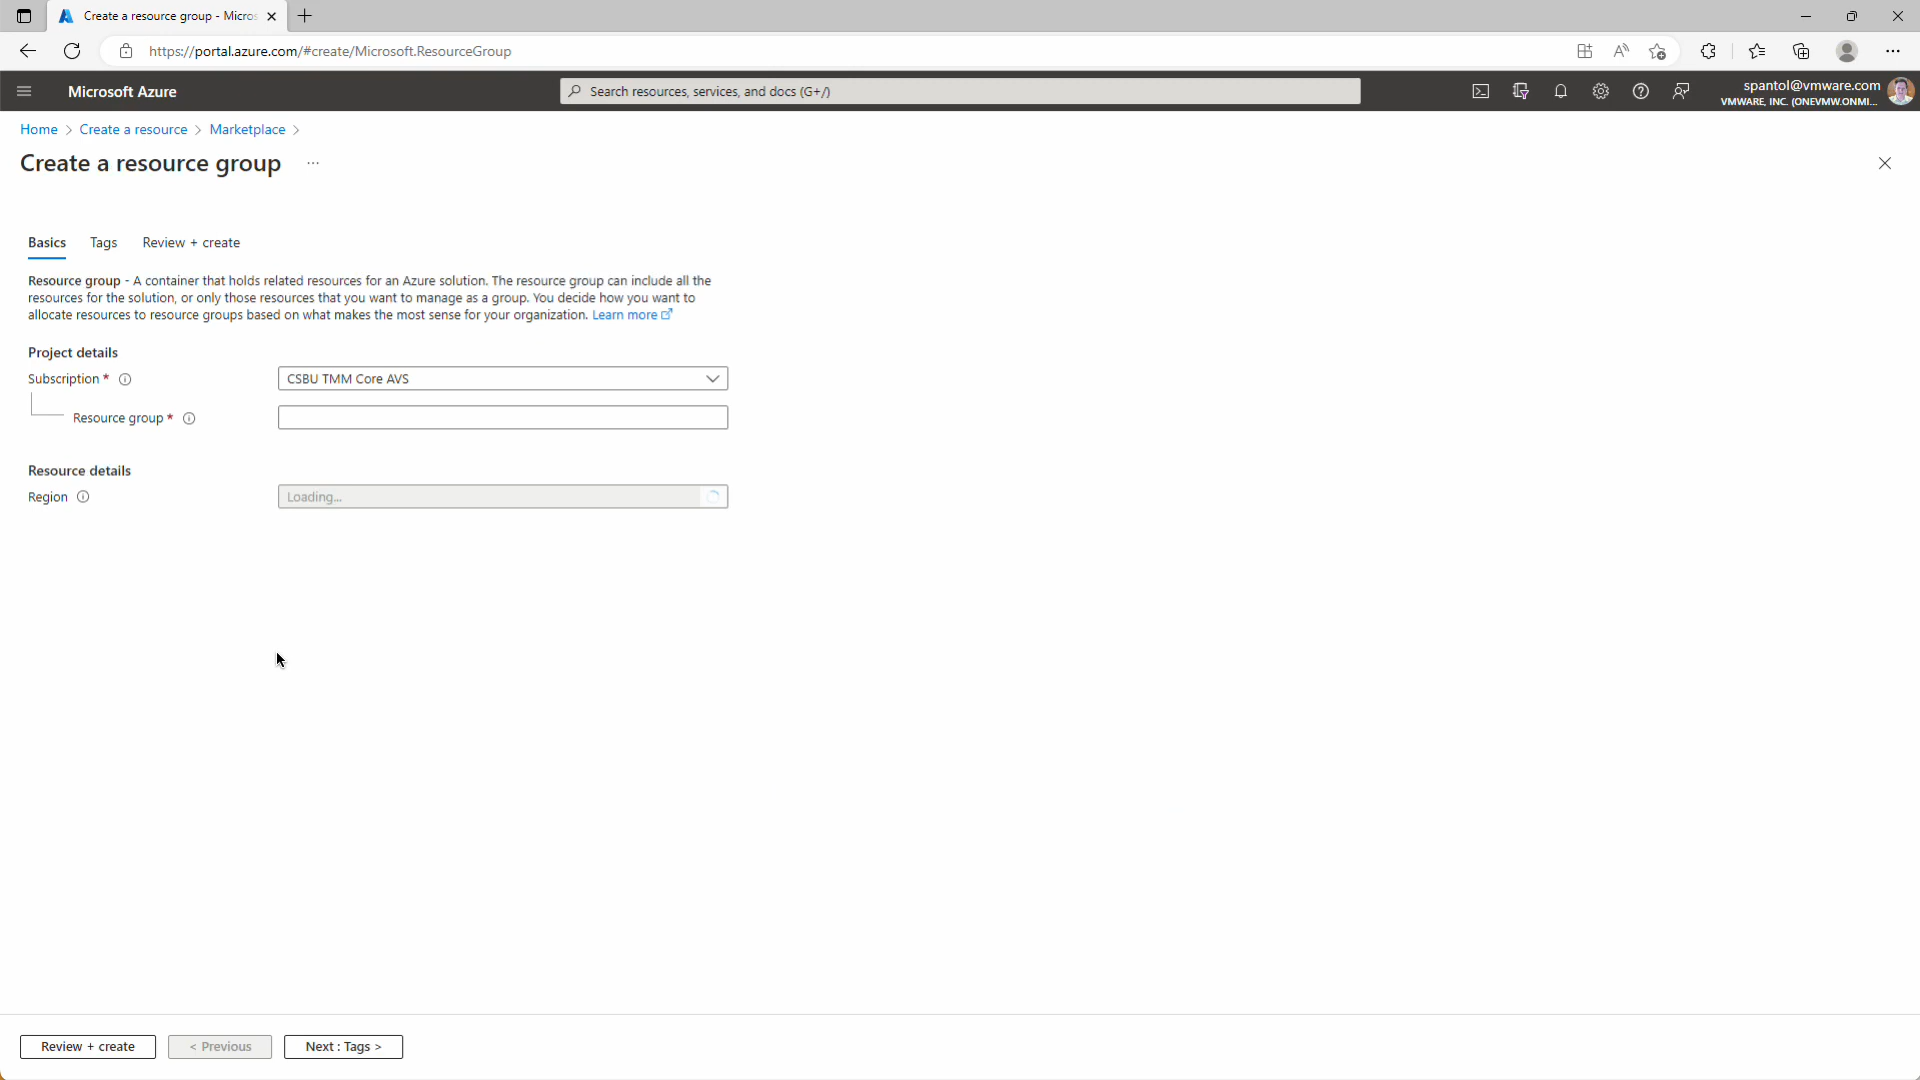 Create a resource group - Micros
https://portal.azure.com/#create/Microsoft.ResourceGroup
Microsoft Azure
Search resources, services, and docs (G+/)
spantol@vmware.com
VMWARE, INC. (ONEVMW.ONMI...
Home > Create a resource > Marketplace >
Create a resource group ...
Basics Tags Review + create
Resource group - A container that holds related resources for an Azure solution. The resource group can include all the
resources for the solution, or only those resources that you want to manage as a group. You decide how you want to
allocate resources to resource groups based on what makes the most sense for your organization. Learn more
Project details
Subscription * CSBU TMM Core AVS
Resource group *
Resource details
Region Loading...
Review + create < Previous Next : Tags >